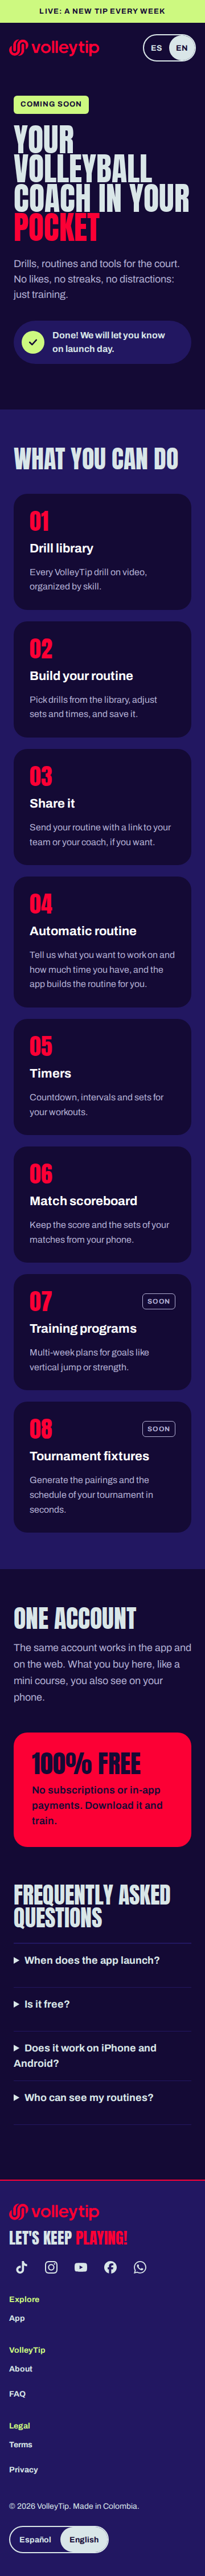 LIVE: A NEW TIP EVERY WEEK
volleytip
ES EN
COMING SOON
YOUR
VOLLEYBALL
COACH IN YOUR
POCKET
Drills, routines and tools for the court.
No likes, no streaks, no distractions:
just training.
Done! We will let you know
on launch day.
WHAT YOU CAN DO
01
Drill library
Every VolleyTip drill on video,
organized by skill.
02
Build your routine
Pick drills from the library, adjust
sets and times, and save it.
03
Share it
Send your routine with a link to your
team or your coach, if you want.
04
Automatic routine
Tell us what you want to work on and
how much time you have, and the
app builds the routine for you.
05
Timers
Countdown, intervals and sets for
your workouts.
06
Match scoreboard
Keep the score and the sets of your
matches from your phone.
07
SOON
Training programs
Multi-week plans for goals like
vertical jump or strength.
08
SOON
Tournament fixtures
Generate the pairings and the
schedule of your tournament in
seconds.
ONE ACCOUNT
The same account works in the app and
on the web. What you buy here, like a
mini course, you also see on your
phone.
100% FREE
No subscriptions or in-app
payments. Download it and
train.
FREQUENTLY ASKED
QUESTIONS
When does the app launch?
Is it free?
Does it work on iPhone and
Android?
Who can see my routines?
volleytip
LET'S KEEP PLAYING!
Explore
App
VolleyTip
About
FAQ
Legal
Terms
Privacy
© 2026 VolleyTip. Made in Colombia.
Español English